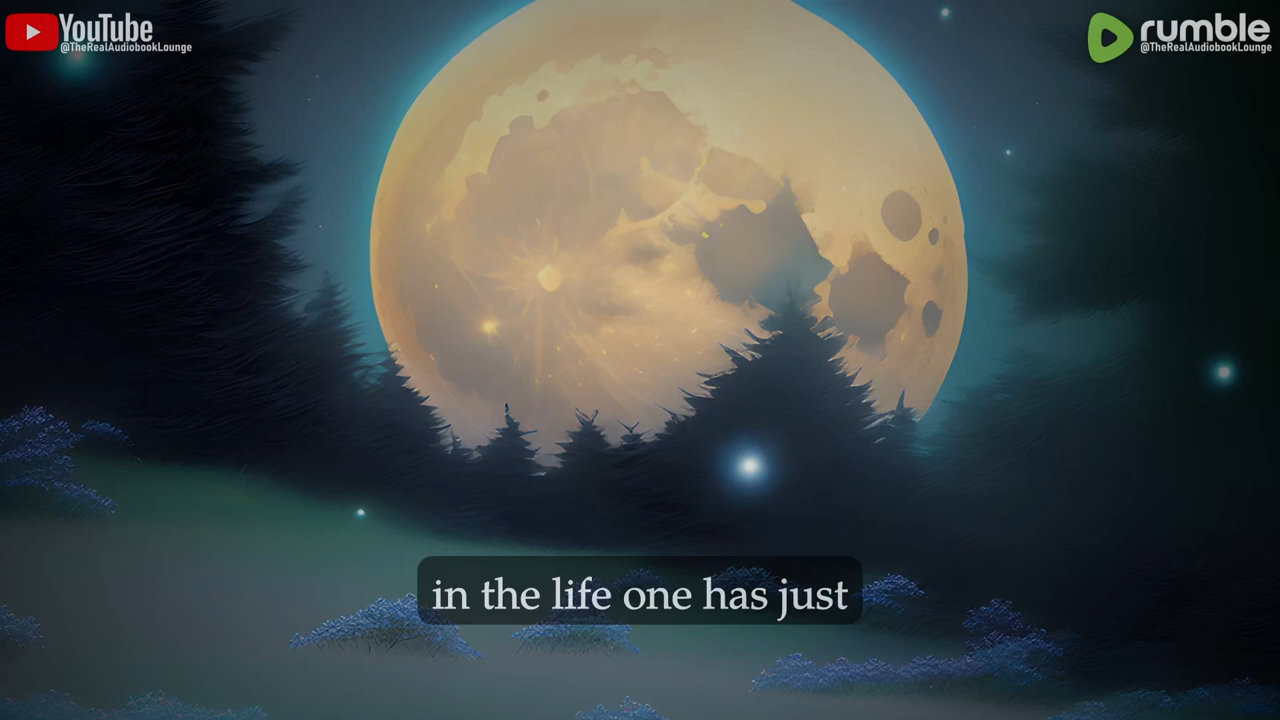 YouTube
@TheRealAudiobookLounge
rumble
@TheRealAudiobookLounge
in the life one has just